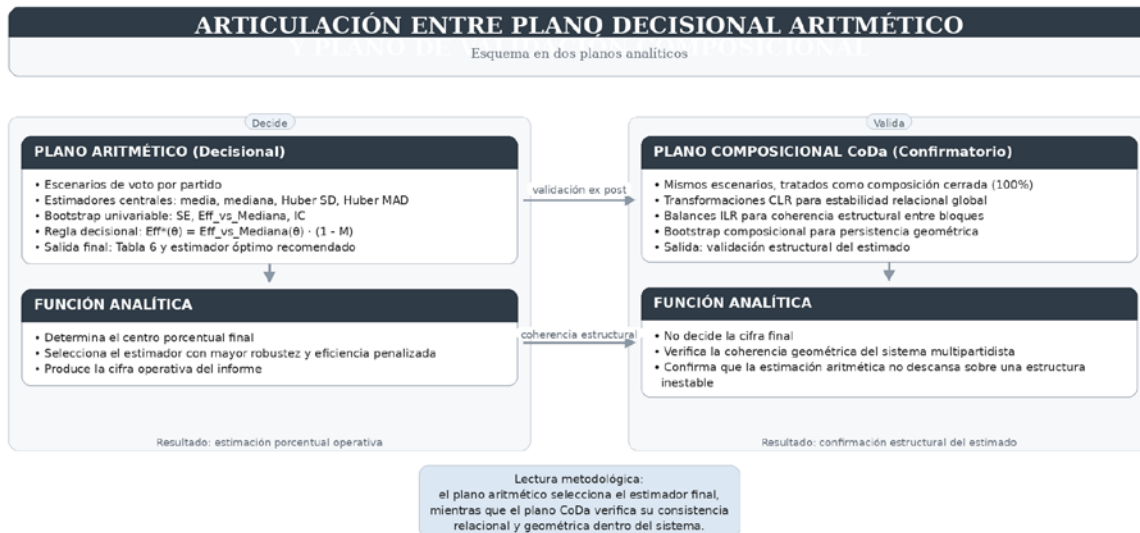 ARTICULACIÓN ENTRE PLANO DECISIONAL ARITMÉTICO
Y PLANO DE VALIDACIÓN COMPOSICIONAL
Esquema en dos planos analíticos
Decide
PLANO ARITMÉTICO (Decisional)
• Escenarios de voto por partido
• Estimadores centrales: media, mediana, Huber SD, Huber MAD
• Bootstrap univariable: SE, Eff_vs_Mediana, IC
• Regla decisional: Eff*(θ) = Eff_vs_Mediana(θ) · (1 - M)
• Salida final: Tabla 6 y estimador óptimo recomendado
FUNCIÓN ANALÍTICA
• Determina el centro porcentual final
• Selecciona el estimador con mayor robustez y eficiencia penalizada
• Produce la cifra operativa del informe
Resultado: estimación porcentual operativa
validación ex post
coherencia estructural
Valida
PLANO COMPOSICIONAL CoDa (Confirmatorio)
• Mismos escenarios, tratados como composición cerrada (100%)
• Transformaciones CLR para estabilidad relacional global
• Balances ILR para coherencia estructural entre bloques
• Bootstrap composicional para persistencia geométrica
• Salida: validación estructural del estimado
FUNCIÓN ANALÍTICA
• No decide la cifra final
• Verifica la coherencia geométrica del sistema multipartidista
• Confirma que la estimación aritmética no descansa sobre una estructura
inestable
Resultado: confirmación estructural del estimado
Lectura metodológica:
el plano aritmético selecciona el estimador final,
mientras que el plano CoDa verifica su consistencia
relacional y geométrica dentro del sistema.